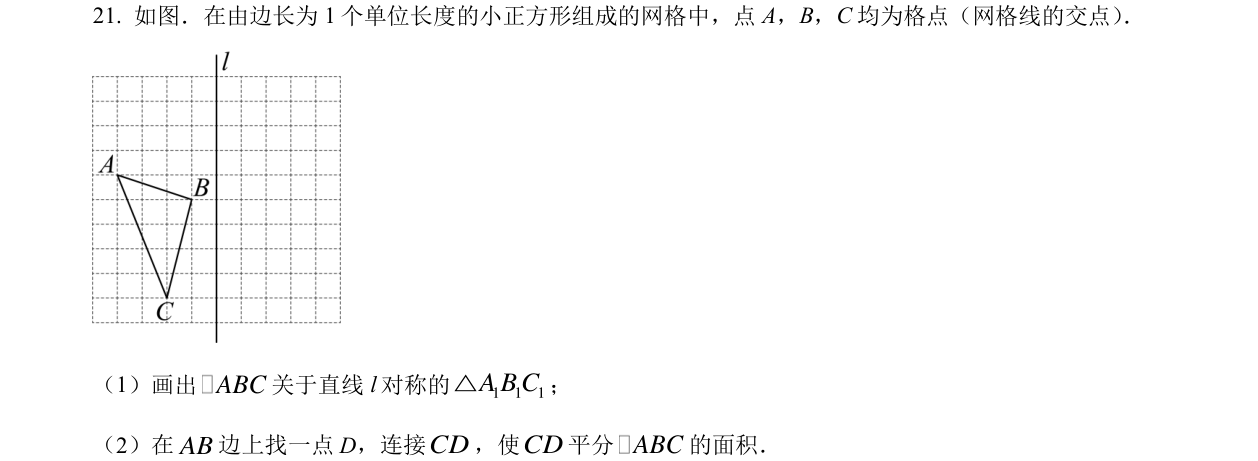 21. 如图．在由边长为 1 个单位长度的小正方形组成的网格中，点 A，B，C 均为格点（网格线的交点）．
l
A
B
C
（1）画出□ABC 关于直线 l 对称的△A₁B₁C₁；
（2）在 AB 边上找一点 D，连接 CD，使 CD 平分□ABC 的面积．